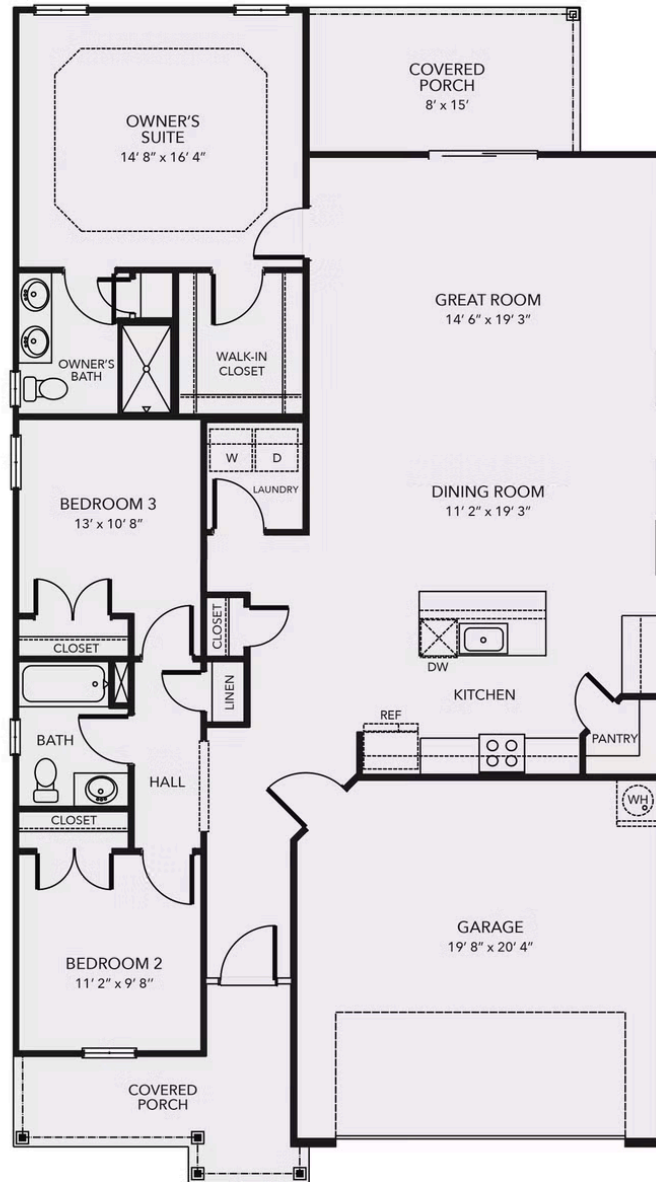 COVERED
PORCH
8' x 15'
OWNER'S
SUITE
14' 8" x 16' 4"
GREAT ROOM
14' 6" x 19' 3"
OWNER'S
BATH
WALK-IN
CLOSET
W
D
LAUNDRY
BEDROOM 3
13' x 10' 8"
DINING ROOM
11' 2" x 19' 3"
CLOSET
CLOSET
DW
KITCHEN
LINEN
REF
PANTRY
BATH
HALL
WH
CLOSET
GARAGE
19' 8" x 20' 4"
BEDROOM 2
11' 2" x 9' 8"
COVERED
PORCH